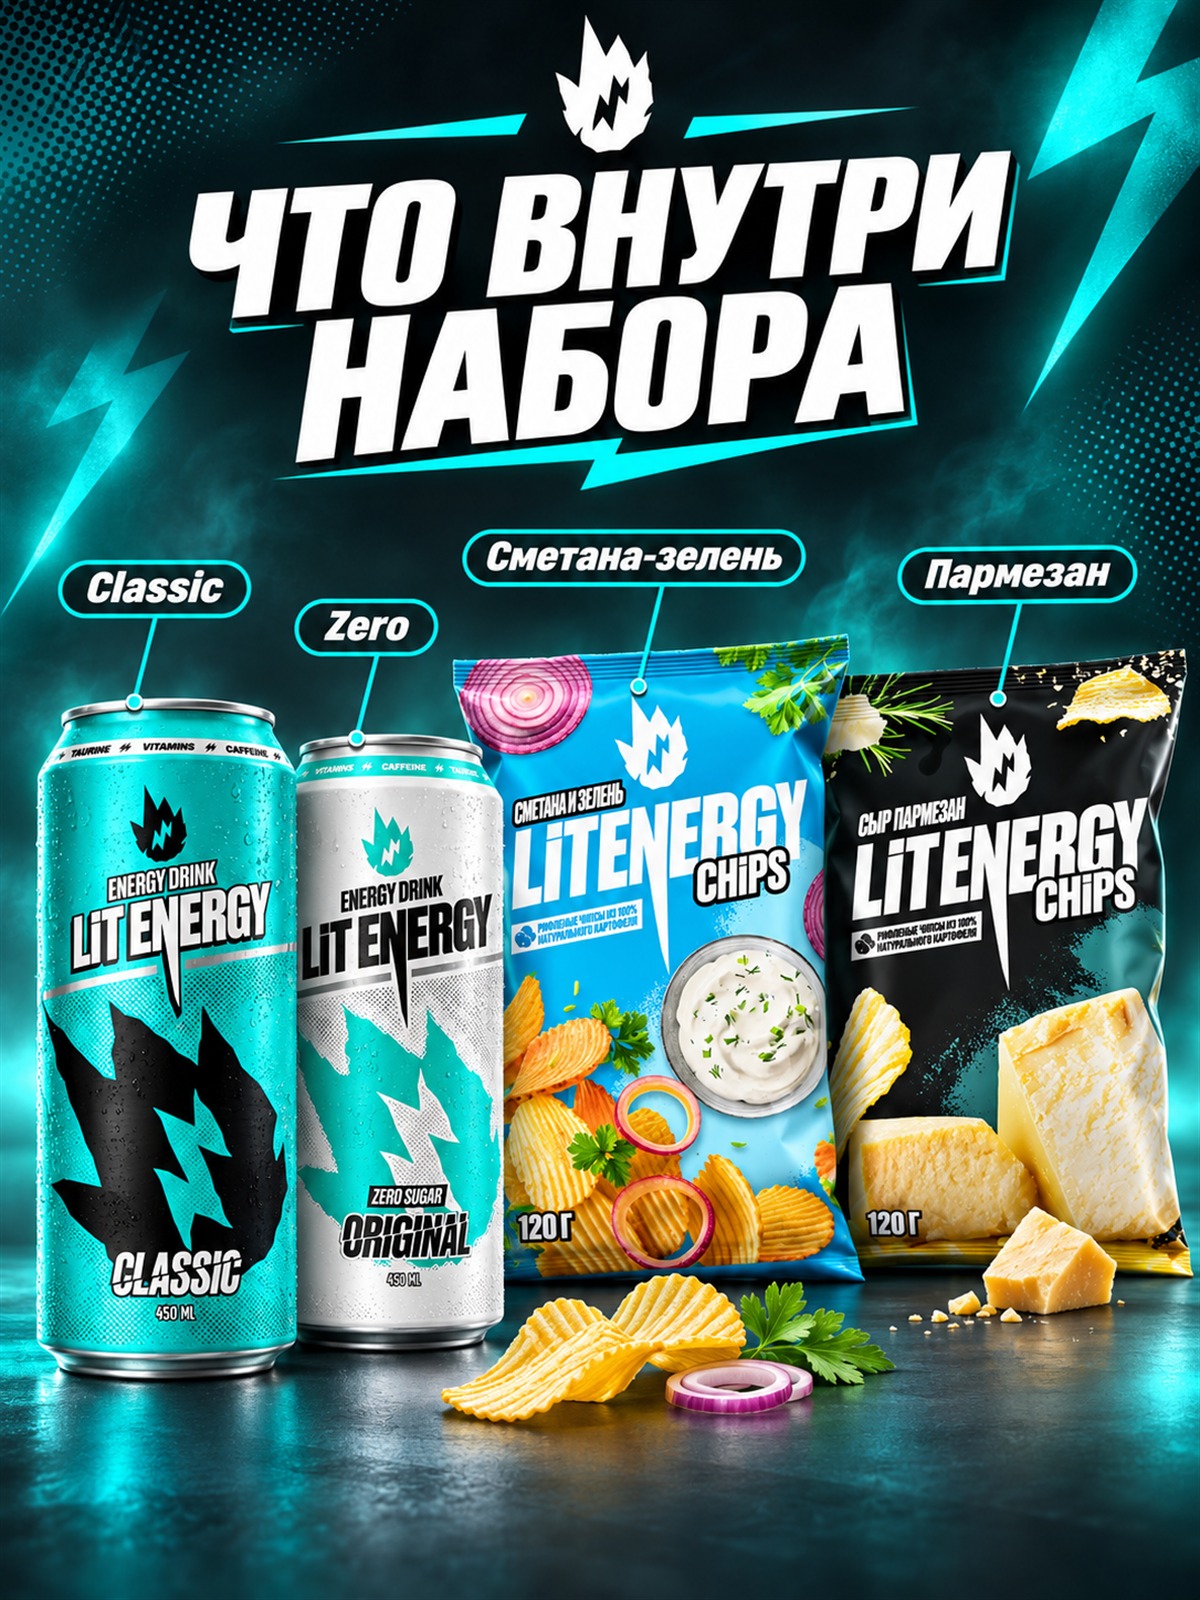 ЧТО ВНУТРИ
НАБОРА
Classic
Zero
Сметана-зелень
Пармезан
TAURINE VITAMINS CAFFEINE
ENERGY DRINK
LiT ENERGY
CLASSIC
450 ML
VITAMINS CAFFEINE TAURINE
ENERGY DRINK
LiT ENERGY
ZERO SUGAR
ORIGINAL
450 ML
СМЕТАНА И ЗЕЛЕНЬ
LiTENERGY
CHiPS
РИФЛЕНЫЕ ЧИПСЫ ИЗ 100%
НАТУРАЛЬНОГО КАРТОФЕЛЯ
120 Г
СЫР ПАРМЕЗАН
LiTENERGY
CHiPS
РИФЛЕНЫЕ ЧИПСЫ ИЗ 100%
НАТУРАЛЬНОГО КАРТОФЕЛЯ
120 Г